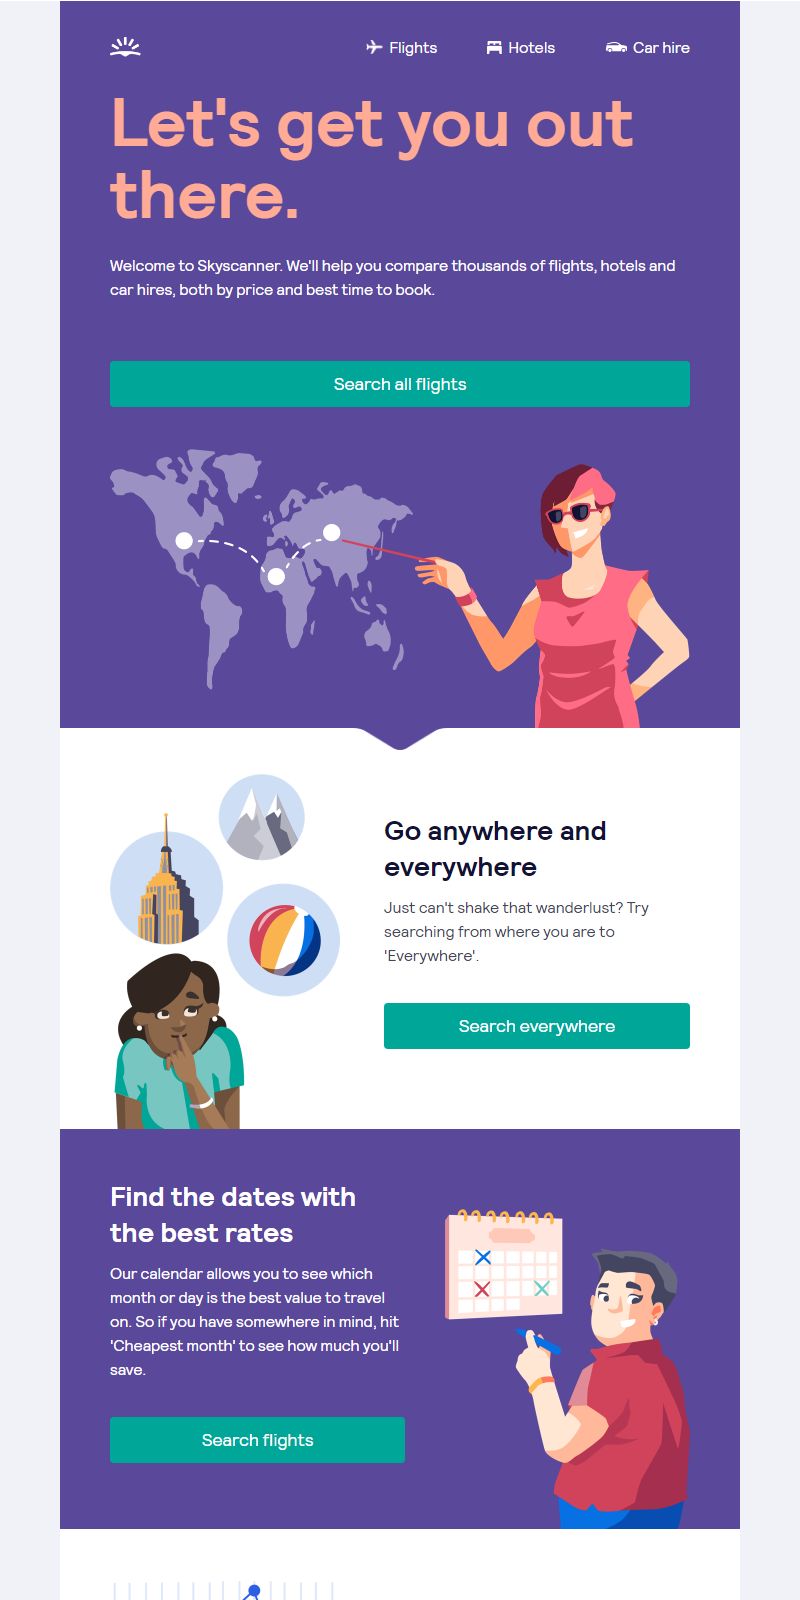 Flights Hotels Car hire
Let's get you out
there.
Welcome to Skyscanner. We'll help you compare thousands of flights, hotels and
car hires, both by price and best time to book.
Search all flights
Go anywhere and
everywhere
Just can't shake that wanderlust? Try
searching from where you are to
'Everywhere'.
Search everywhere
Find the dates with
the best rates
Our calendar allows you to see which
month or day is the best value to travel
on. So if you have somewhere in mind, hit
'Cheapest month' to see how much you'll
save.
Search flights